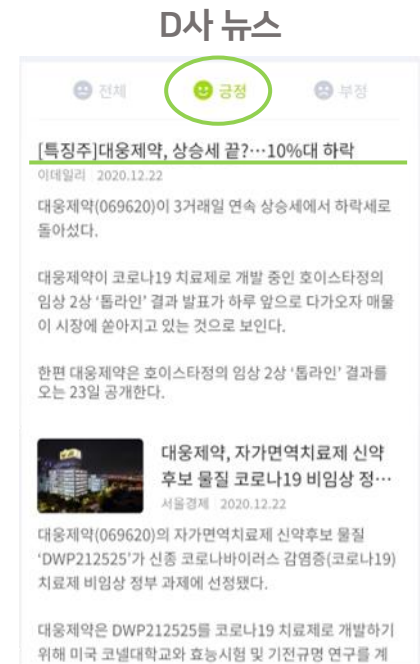 D사 뉴스
전체 긍정 부정
[특징주]대웅제약, 상승세 끝?…10%대 하락
이데일리 2020.12.22
대웅제약(069620)이 3거래일 연속 상승세에서 하락세로
돌아섰다.
대웅제약이 코로나19 치료제로 개발 중인 호이스타정의
임상 2상 ‘톱라인’ 결과 발표가 하루 앞으로 다가오자 매물
이 시장에 쏟아지고 있는 것으로 보인다.
한편 대웅제약은 호이스타정의 임상 2상 ‘톱라인’ 결과를
오는 23일 공개한다.
대웅제약, 자가면역치료제 신약
후보 물질 코로나19 비임상 정…
서울경제 2020.12.22
대웅제약(069620)의 자가면역치료제 신약후보 물질
‘DWP212525’가 신종 코로나바이러스 감염증(코로나19)
치료제 비임상 정부 과제에 선정됐다.
대웅제약은 DWP212525를 코로나19 치료제로 개발하기
위해 미국 코넬대학교와 효능시험 및 기전규명 연구를 계